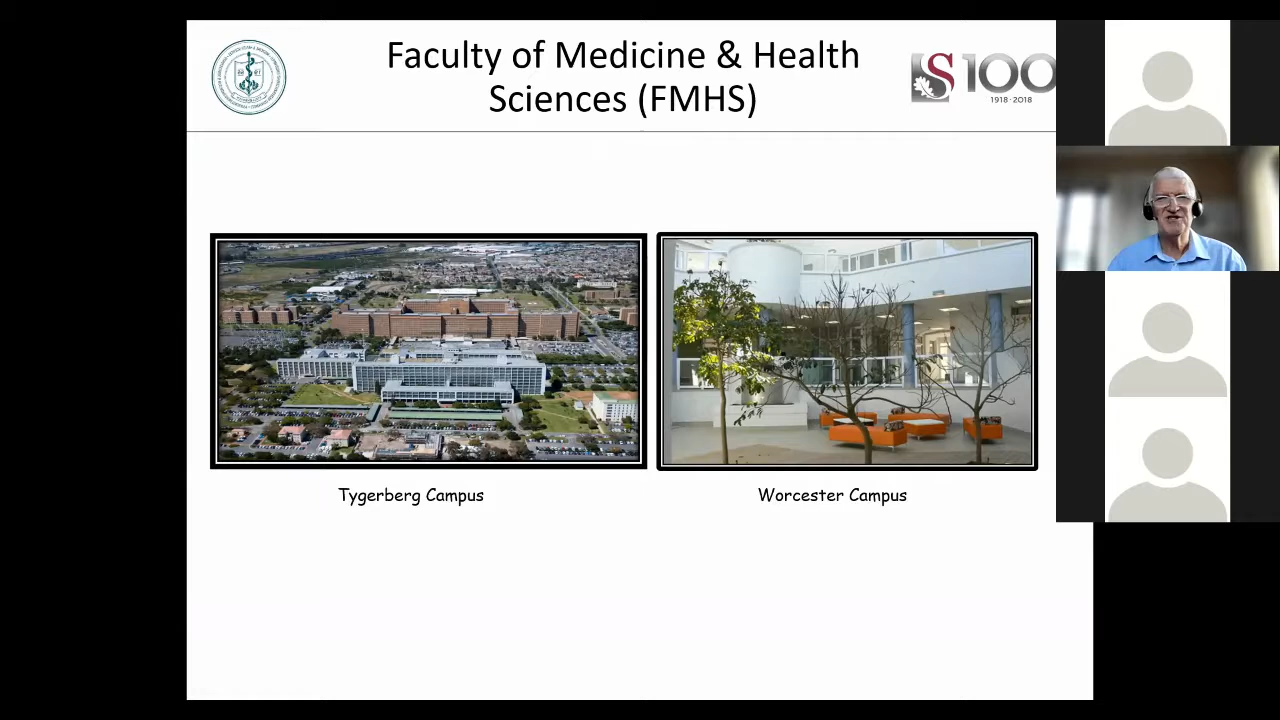 Faculty of Medicine & Health
Sciences (FMHS)
S100
1918·2018
Tygerberg Campus
Worcester Campus